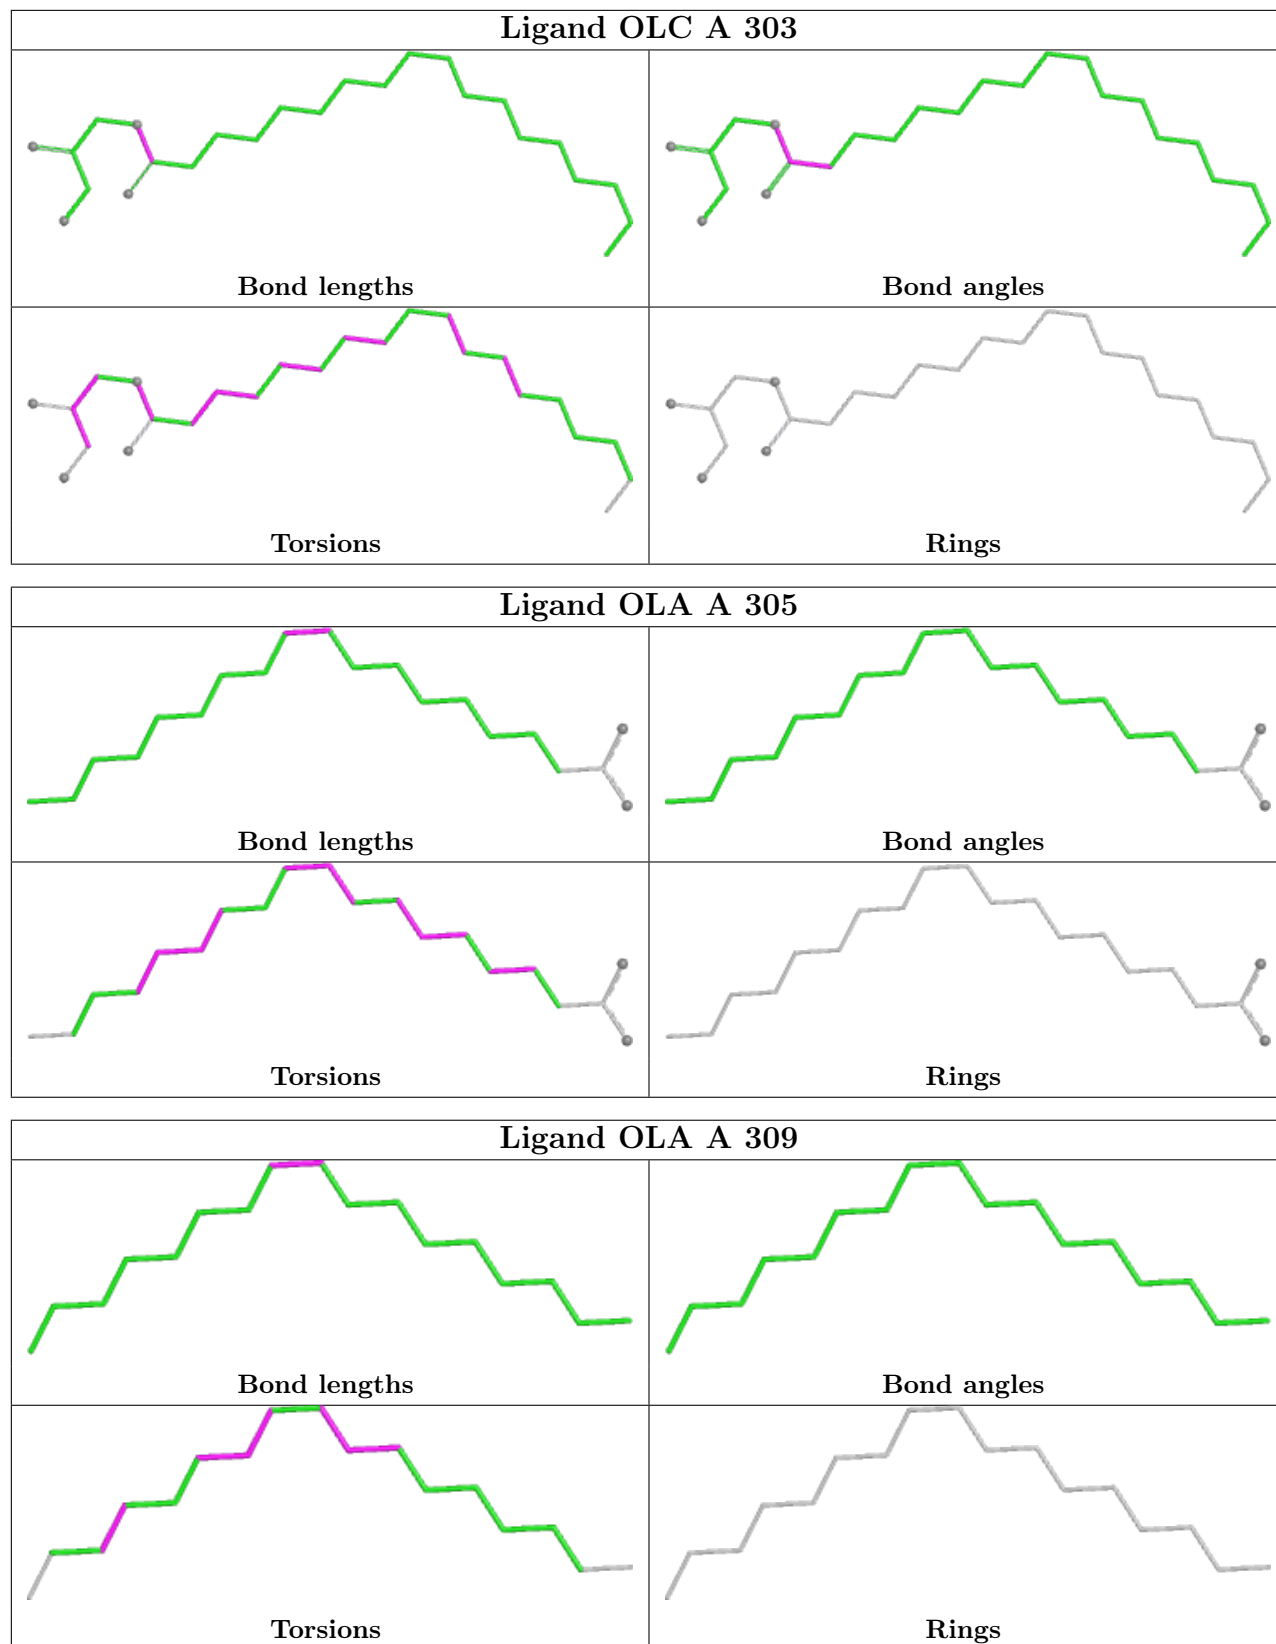 Ligand OLC A 303
Bond lengths
Bond angles
Torsions
Rings
Ligand OLA A 305
Bond lengths
Bond angles
Torsions
Rings
Ligand OLA A 309
Bond lengths
Bond angles
Torsions
Rings